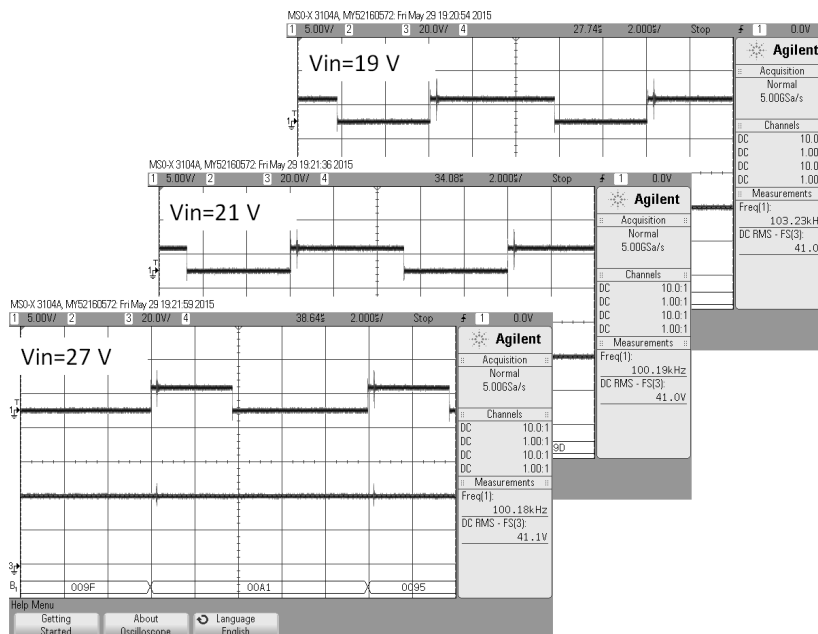 MSO-X 3104A, MY52160572: Fri May 29 19:20:54 2015
1 5.00V/ 2 3 20.0V/ 4 27.74% 2.000%/ Stop 1 0.0V
Vin=19 V
Agilent
Acquisition
Normal
5.00GSa/s
Channels
DC 10.0
DC 1.00
DC 10.0
DC 1.00
Measurements
Freq(1):
103.23kH
DC RMS - FS(3):
41.0
MSO-X 3104A, MY52160572: Fri May 29 19:21:36 2015
1 5.00V/ 2 3 20.0V/ 4 34.08% 2.000%/ Stop 1 0.0V
Vin=21 V
Agilent
Acquisition
Normal
5.00GSa/s
Channels
DC 10.0:1
DC 1.00:1
DC 10.0:1
DC 1.00:1
Measurements
Freq(1):
100.19kHz
DC RMS - FS(3):
41.0V
9D
MSO-X 3104A, MY52160572: Fri May 29 19:21:59 2015
1 5.00V/ 2 3 20.0V/ 4 38.64% 2.000%/ Stop 1 0.0V
Vin=27 V
Agilent
Acquisition
Normal
5.00GSa/s
Channels
DC 10.0:1
DC 1.00:1
DC 10.0:1
DC 1.00:1
Measurements
Freq(1):
100.18kHz
DC RMS - FS(3):
41.1V
B1 009F 00A1 0095
Help Menu
Getting Started
About Oscilloscope
Language English